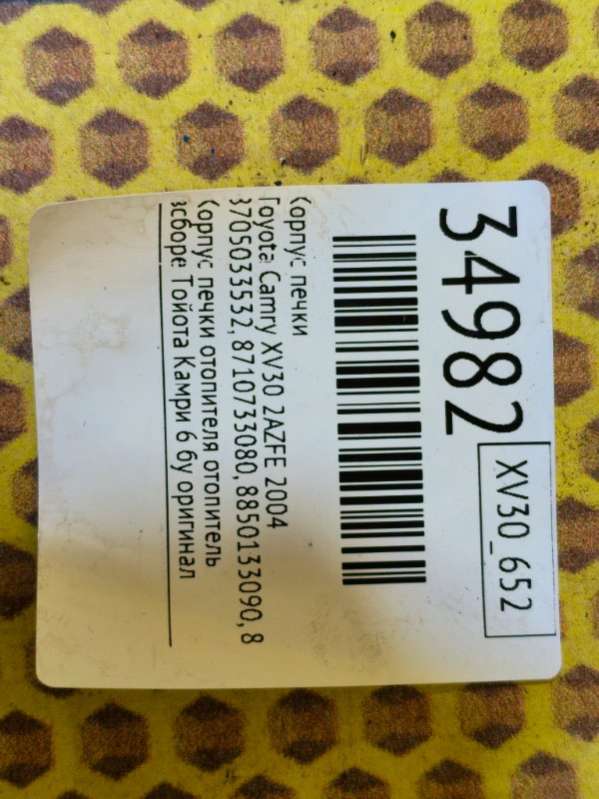 34982
XV30_652
Корпус печки
Toyota Camry XV30 2AZFE 2004
3705033532, 8710733080, 8850133090, 8
Корпус печки отопителя отопитель
всборе Тойота Камри 6 бу оригинал